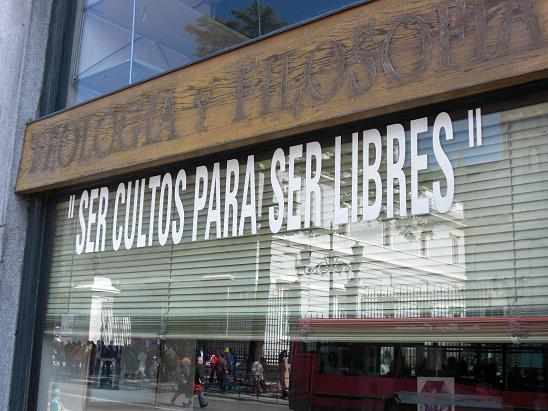 TEOLOGIA Y FILOSOFIA
"SER CULTOS PARA SER LIBRES"